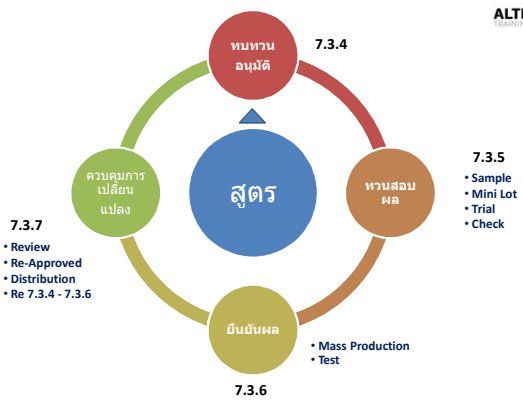 ALTE
TRAININ
ทบทวน
อนุมัติ
7.3.4
7.3.5
• Sample
• Mini Lot
• Trial
• Check
ทวนสอบ
ผล
สูตร
ควบคุมการ
เปลี่ยน
แปลง
7.3.7
• Review
• Re-Approved
• Distribution
• Re 7.3.4 - 7.3.6
ยืนยันผล
• Mass Production
• Test
7.3.6